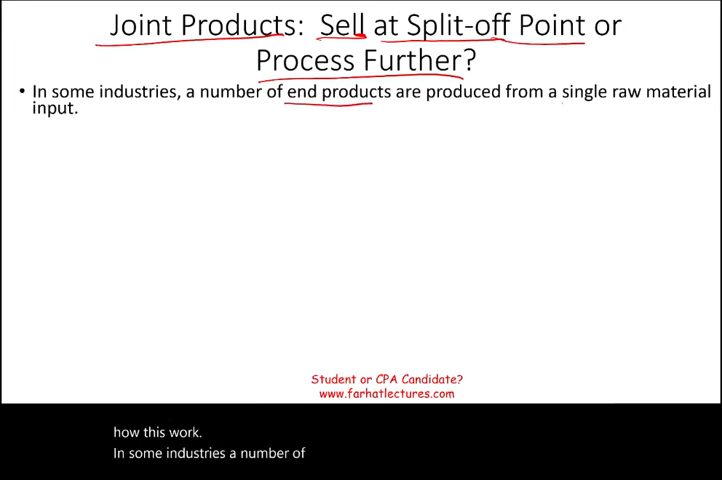 Joint Products: Sell at Split-off Point or
Process Further?
• In some industries, a number of end products are produced from a single raw material
input.
Student or CPA Candidate?
www.farhatlectures.com
how this work.
In some industries a number of